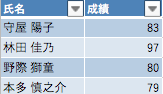 氏名 成績
守屋 陽子 83
林田 佳乃 97
野際 獅童 80
本多 慎之介 79